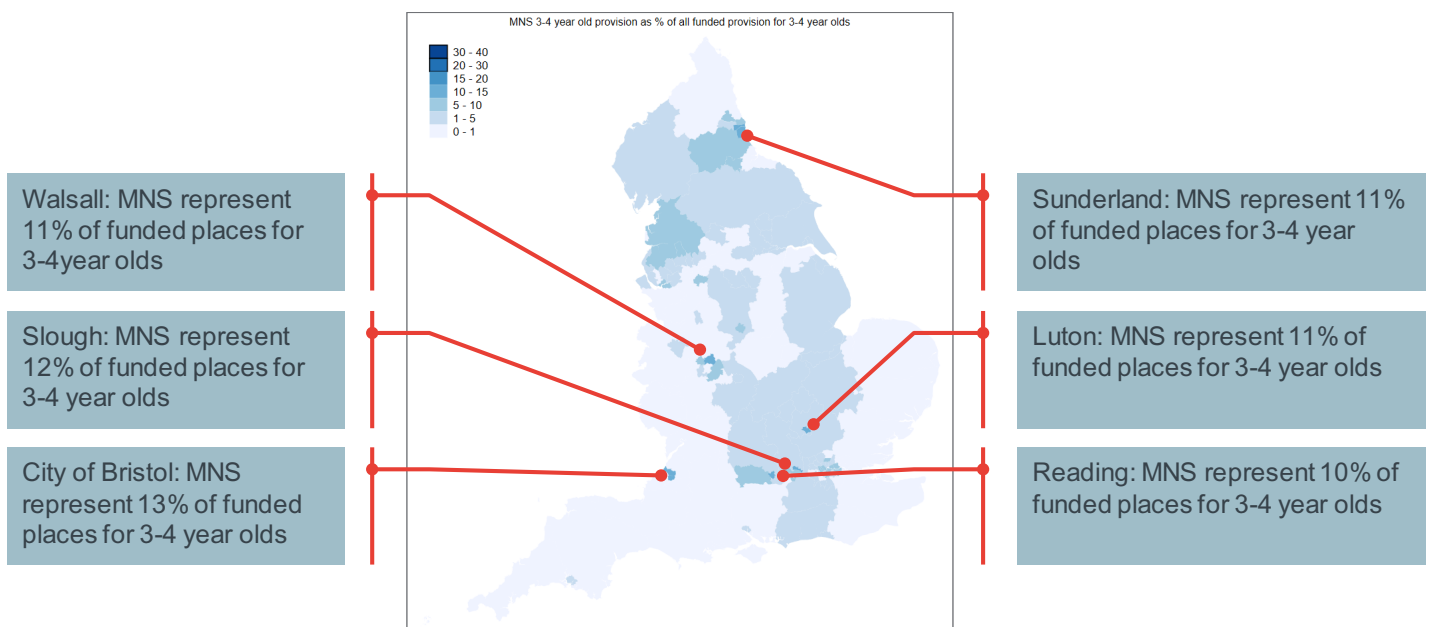 MNS 3-4 year old provision as % of all funded provision for 3-4 year olds
30 - 40
20 - 30
15 - 20
10 - 15
5 - 10
1 - 5
0 - 1
Walsall: MNS represent
11% of funded places for
3-4year olds
Slough: MNS represent
12% of funded places for
3-4 year olds
City of Bristol: MNS
represent 13% of funded
places for 3-4 year olds
Sunderland: MNS represent 11%
of funded places for 3-4 year
olds
Luton: MNS represent 11% of
funded places for 3-4 year olds
Reading: MNS represent 10% of
funded places for 3-4 year olds